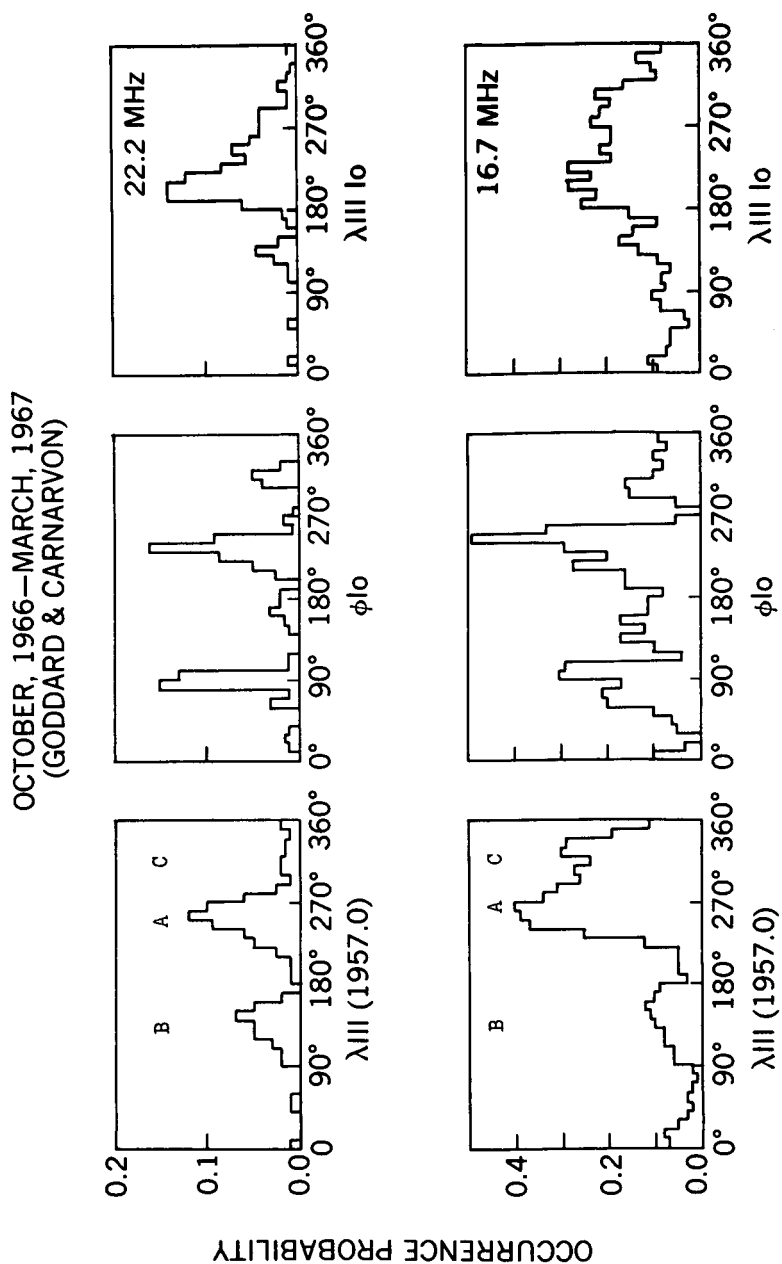 OCTOBER, 1966–MARCH, 1967
(GODDARD & CARNARVON)
OCCURRENCE PROBABILITY
0.2
0.1
0.0
B
A
C
0
90°
180°
270°
360°
λIII (1957.0)
0°
90°
180°
270°
360°
ϕIo
22.2 MHz
0°
90°
180°
270°
360°
λIII Io
0.4
0.2
0.0
B
A
C
0°
90°
180°
270°
360°
λIII (1957.0)
0°
90°
180°
270°
360°
ϕIo
16.7 MHz
0°
90°
180°
270°
360°
λIII Io